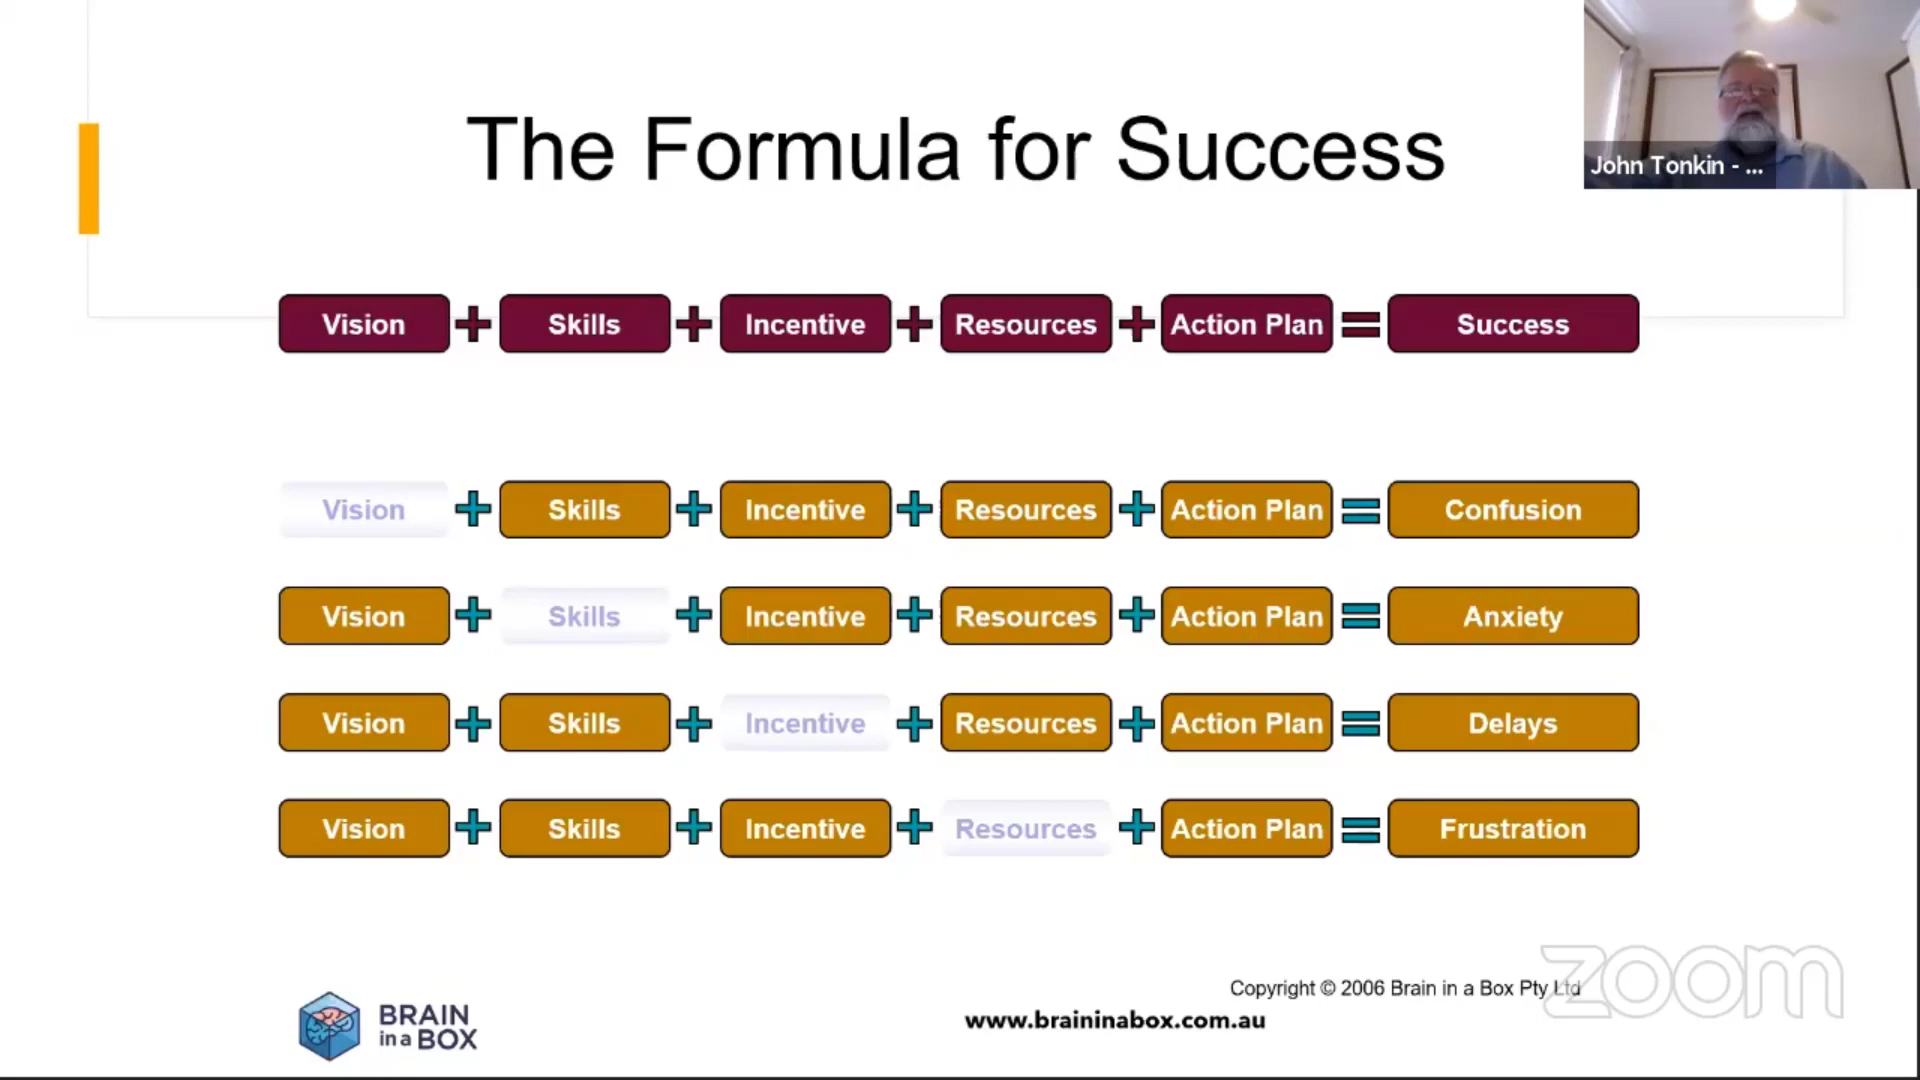 The Formula for Success
John Tonkin - ...
Vision + Skills + Incentive + Resources + Action Plan = Success
Vision + Skills + Incentive + Resources + Action Plan = Confusion
Vision + Skills + Incentive + Resources + Action Plan = Anxiety
Vision + Skills + Incentive + Resources + Action Plan = Delays
Vision + Skills + Incentive + Resources + Action Plan = Frustration
Copyright © 2006 Brain in a Box Pty Ltd
zoom
BRAIN
in a BOX
www.braininabox.com.au